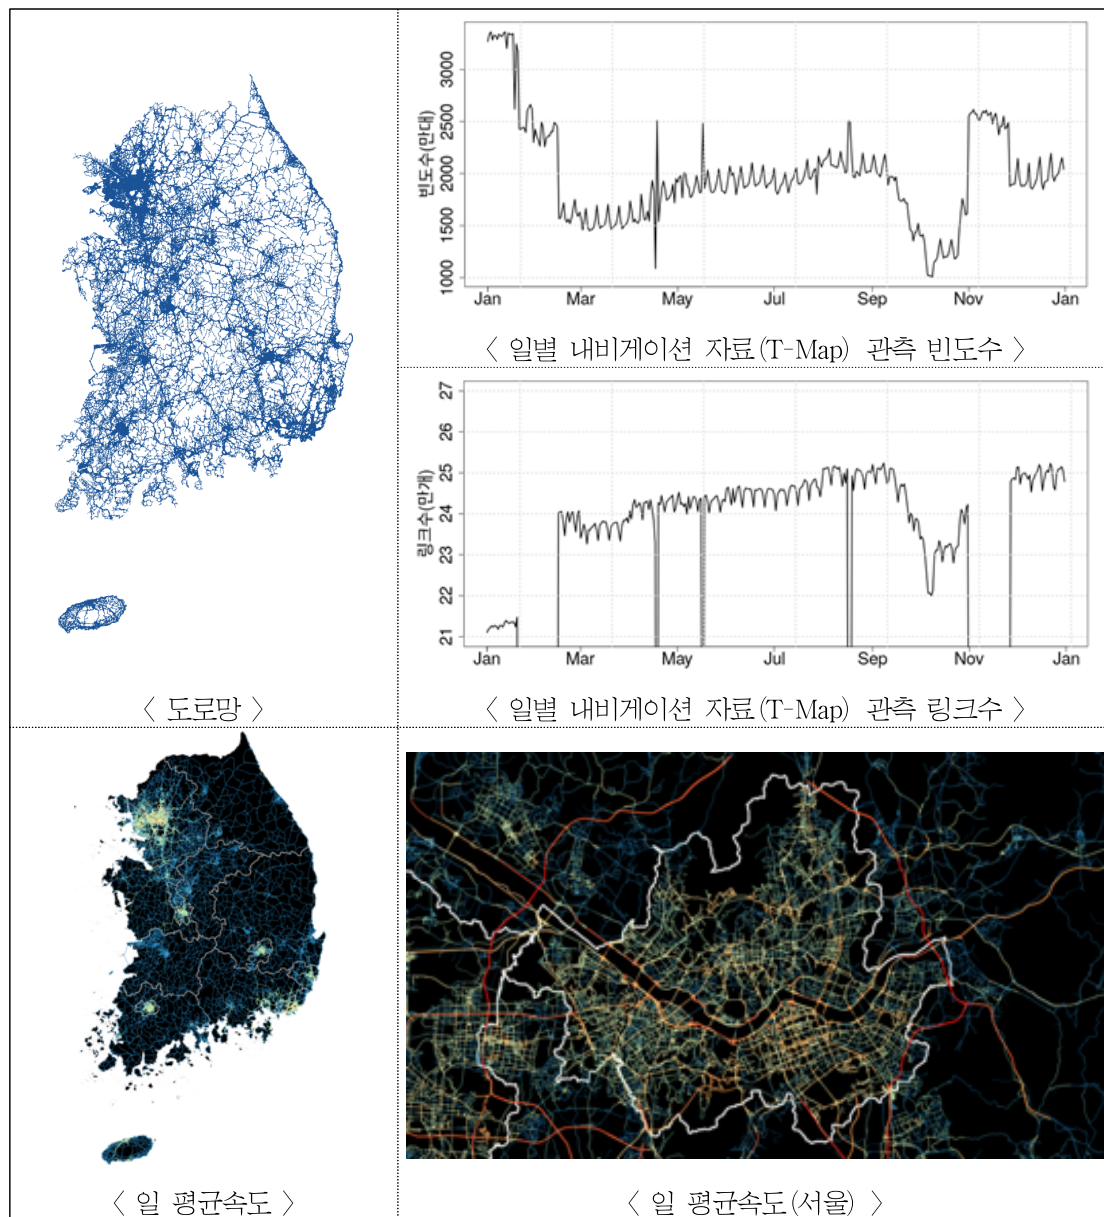 3000
2500
2000
1500
1000
빈도수(만대)
Jan Mar May Jul Sep Nov Jan
〈 일별 내비게이션 자료(T-Map) 관측 빈도수 〉
27
26
25
24
23
22
21
링크수(만개)
Jan Mar May Jul Sep Nov Jan
〈 도로망 〉
〈 일별 내비게이션 자료(T-Map) 관측 링크수 〉
〈 일 평균속도 〉
〈 일 평균속도(서울) 〉